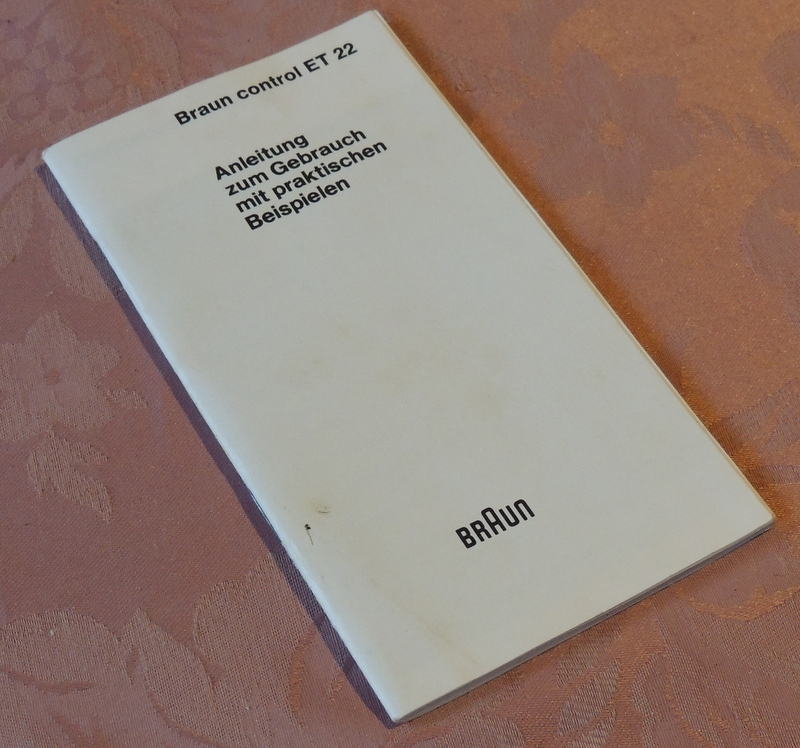 Braun control ET 22
Anleitung
zum Gebrauch
mit praktischen
Beispielen
BRAUN